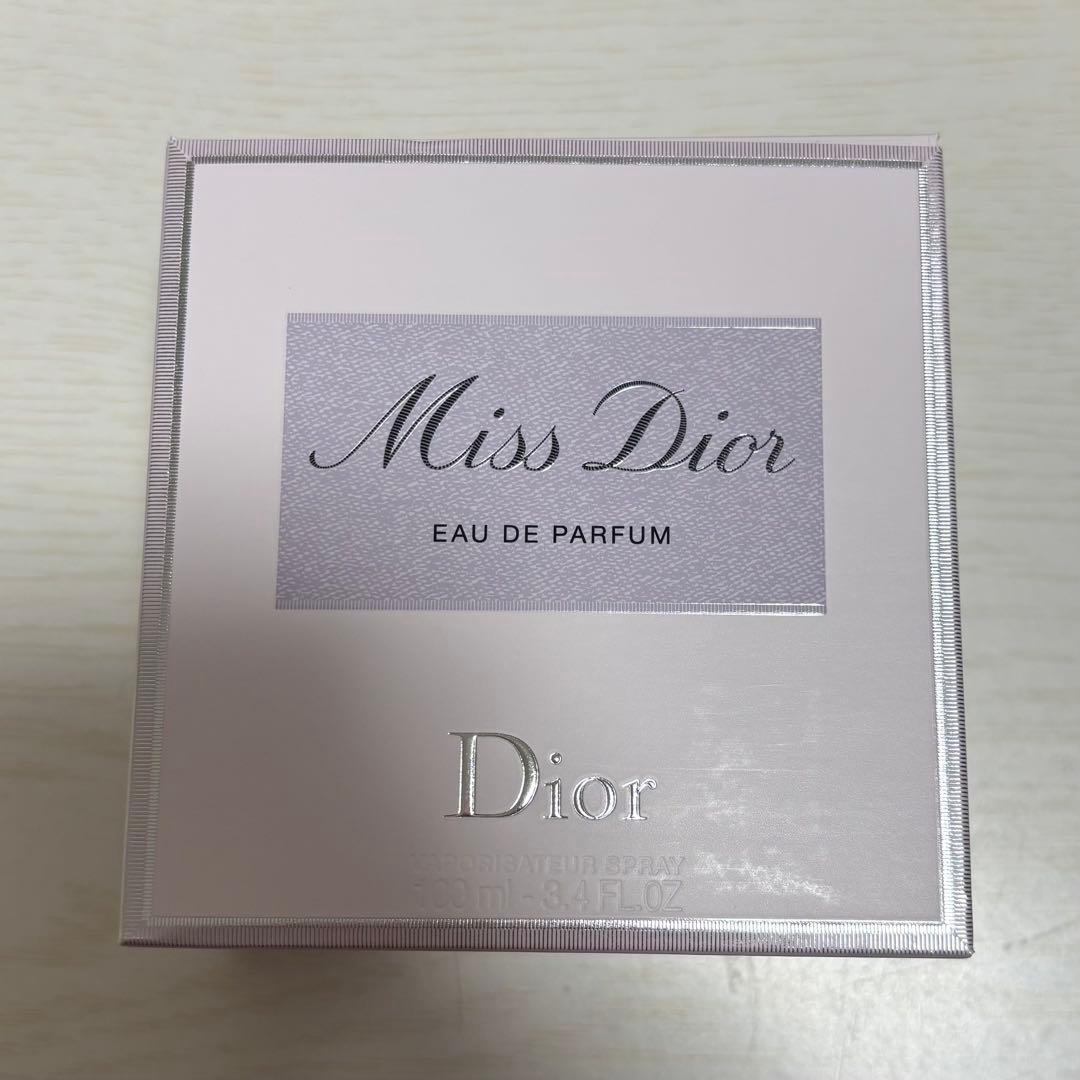 Miss Dior
EAU DE PARFUM
Dior
VAPORISATEUR SPRAY
100 ml - 3.4 FL.OZ